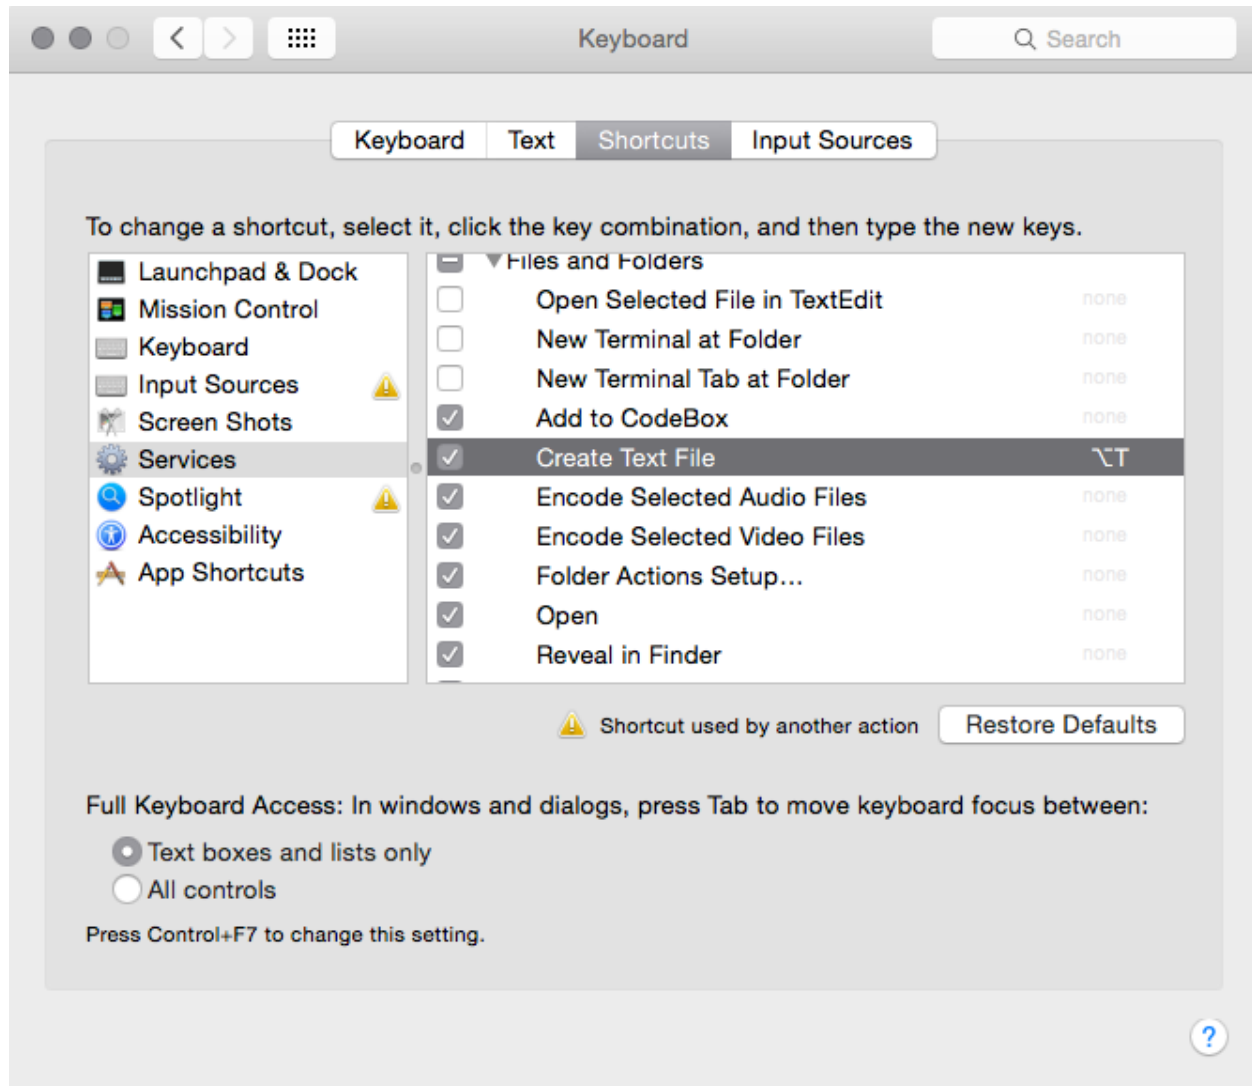 Keyboard
Search
Keyboard Text Shortcuts Input Sources
To change a shortcut, select it, click the key combination, and then type the new keys.
Launchpad & Dock
Mission Control
Keyboard
Input Sources
Screen Shots
Services
Spotlight
Accessibility
App Shortcuts
Files and Folders
Open Selected File in TextEdit none
New Terminal at Folder none
New Terminal Tab at Folder none
Add to CodeBox none
Create Text File ⌥T
Encode Selected Audio Files none
Encode Selected Video Files none
Folder Actions Setup... none
Open none
Reveal in Finder none
Shortcut used by another action
Restore Defaults
Full Keyboard Access: In windows and dialogs, press Tab to move keyboard focus between:
Text boxes and lists only
All controls
Press Control+F7 to change this setting.
?